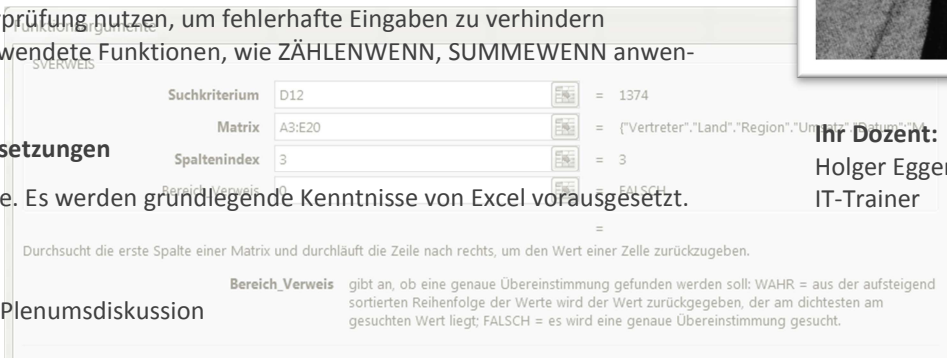 prüfung nutzen, um fehlerhafte Eingaben zu verhindern
Funktionsargumente
wendete Funktionen, wie ZÄHLENWENN, SUMMEWENN anwen-
SVERWEIS
Suchkriterium D12 = 1374
Matrix A3:E20 = {"Vertreter"."Land"."Region"."Umsatz"."Datum";"M
setzungen
Spaltenindex 3 = 3
Bereich_Verweis 0 = FALSCH
e. Es werden grundlegende Kenntnisse von Excel vorausgesetzt.
=
Durchsucht die erste Spalte einer Matrix und durchläuft die Zeile nach rechts, um den Wert einer Zelle zurückzugeben.
Bereich_Verweis gibt an, ob eine genaue Übereinstimmung gefunden werden soll: WAHR = aus der aufsteigend
sortierten Reihenfolge der Werte wird der Wert zurückgegeben, der am dichtesten am
gesuchten Wert liegt; FALSCH = es wird eine genaue Übereinstimmung gesucht.
Plenumsdiskussion
Ihr Dozent:
Holger Egger
IT-Trainer